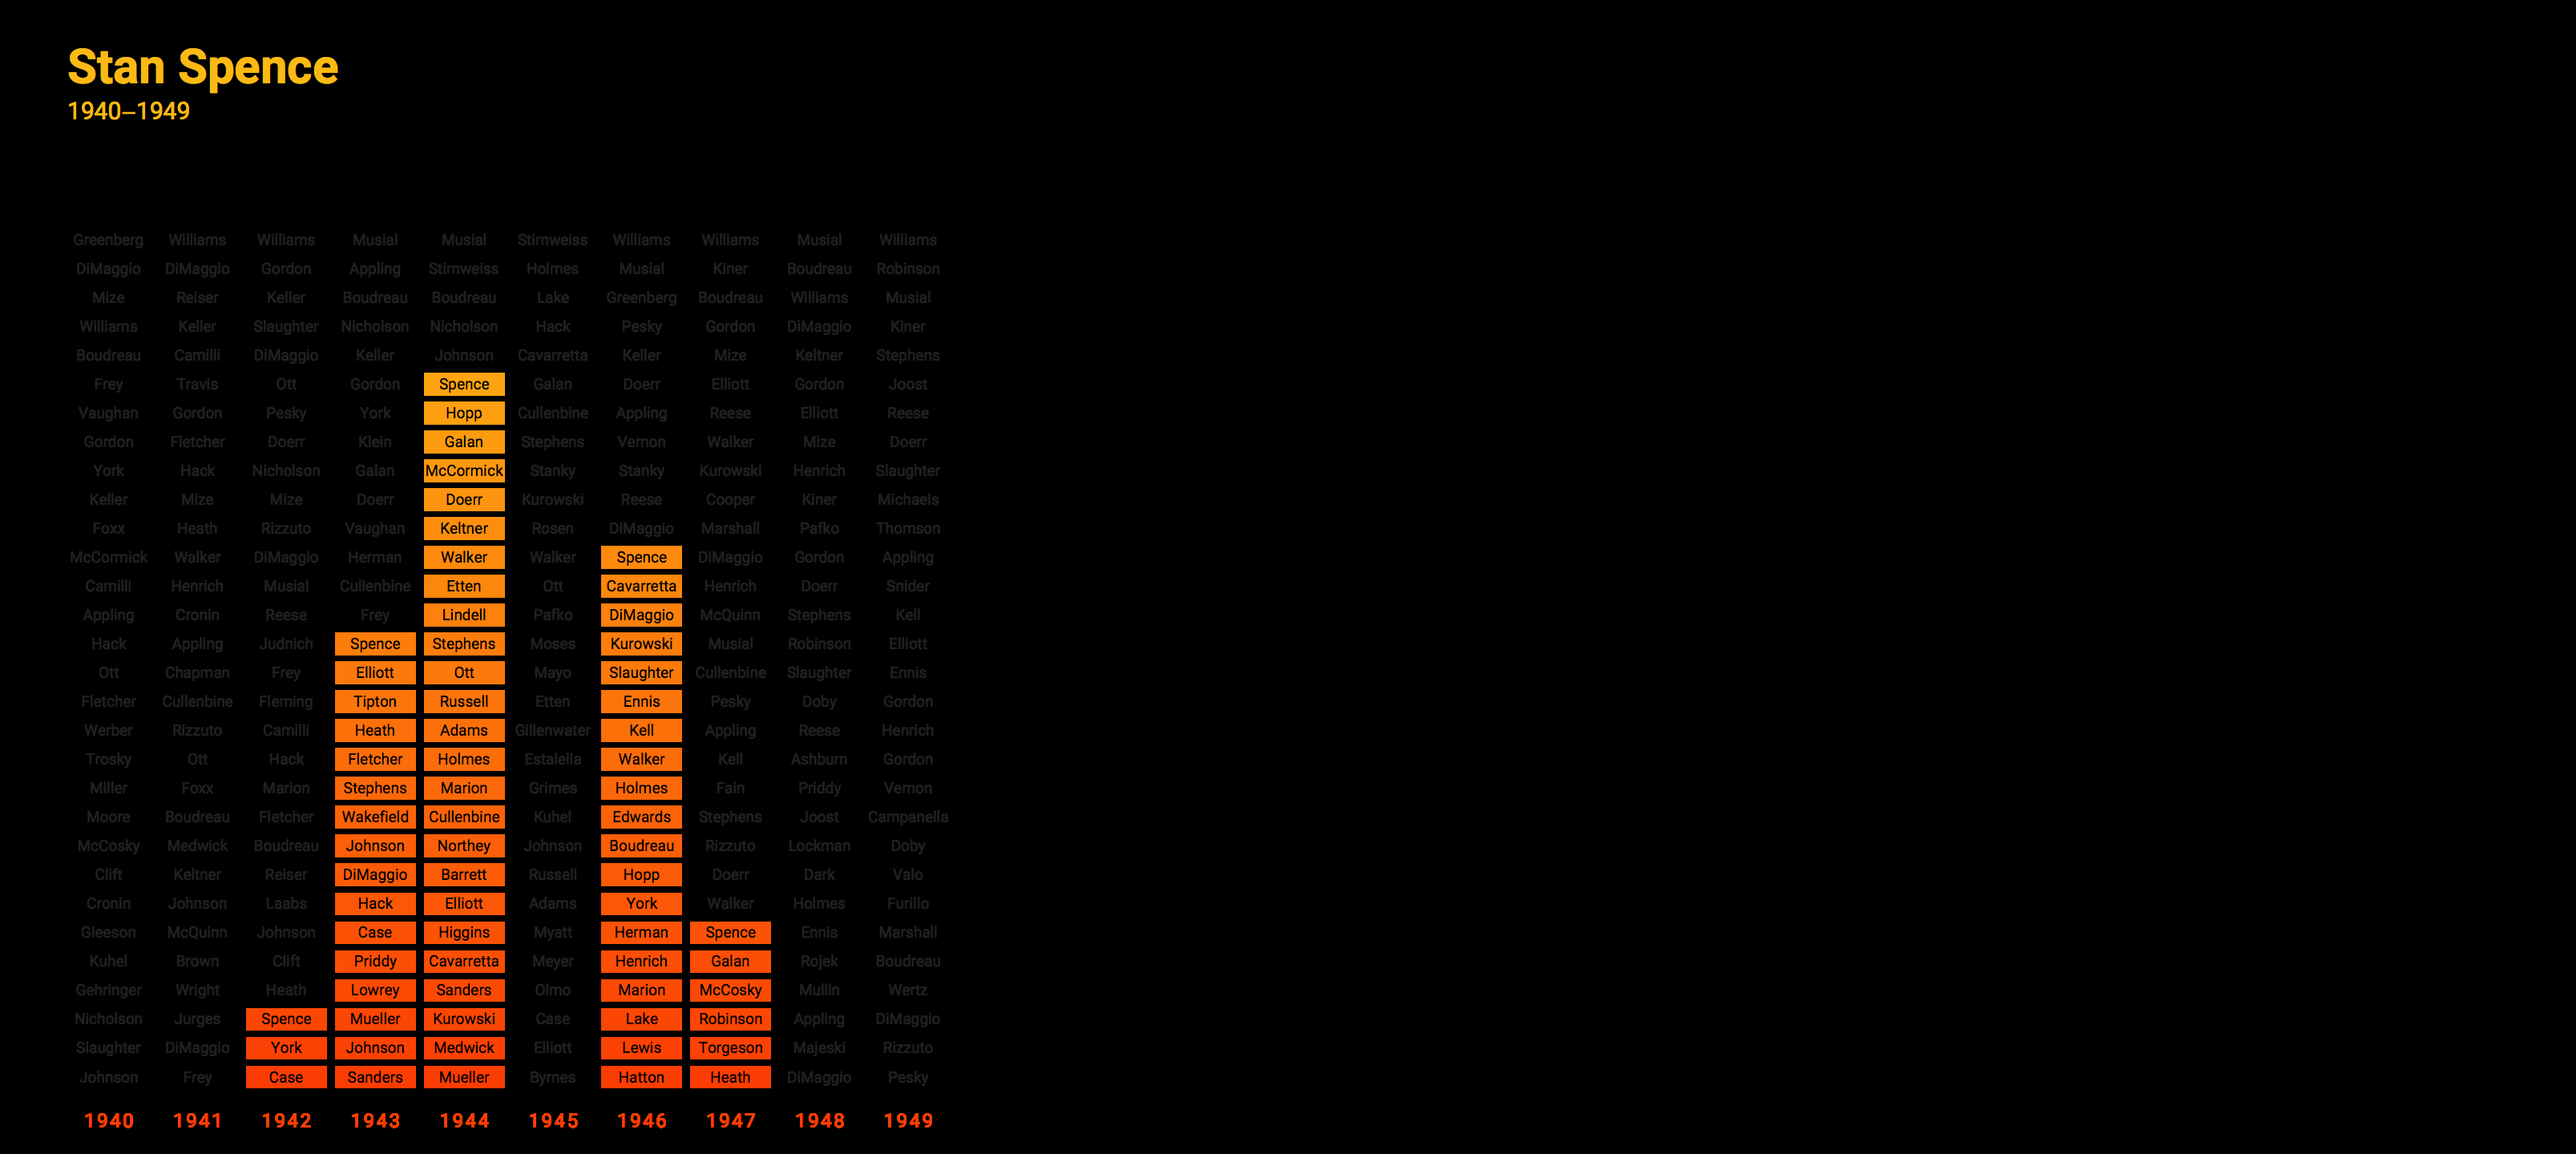 Stan Spence
1940–1949
Greenberg Williams Williams Musial Musial Stirnweiss Williams Williams Musial Williams
DiMaggio DiMaggio Gordon Appling Stirnweiss Holmes Musial Kiner Boudreau Robinson
Mize Reiser Keller Boudreau Boudreau Lake Greenberg Boudreau Williams Musial
Williams Keller Slaughter Nicholson Nicholson Hack Pesky Gordon DiMaggio Kiner
Boudreau Camilli DiMaggio Keller Johnson Cavarretta Keller Mize Keltner Stephens
Frey Travis Ott Gordon Spence Galan Doerr Elliott Gordon Joost
Vaughan Gordon Pesky York Hopp Cullenbine Appling Reese Elliott Reese
Gordon Fletcher Doerr Klein Galan Stephens Vernon Walker Mize Doerr
York Hack Nicholson Galan McCormick Stanky Stanky Kurowski Henrich Slaughter
Keller Mize Mize Doerr Doerr Kurowski Reese Cooper Kiner Michaels
Foxx Heath Rizzuto Vaughan Keltner Rosen DiMaggio Marshall Pafko Thomson
McCormick Walker DiMaggio Herman Walker Walker Spence DiMaggio Gordon Appling
Camilli Henrich Musial Cullenbine Etten Ott Cavarretta Henrich Doerr Snider
Appling Cronin Reese Frey Lindell Pafko DiMaggio McQuinn Stephens Kell
Hack Appling Judnich Spence Stephens Moses Kurowski Musial Robinson Elliott
Ott Chapman Frey Elliott Ott Mayo Slaughter Cullenbine Slaughter Ennis
Fletcher Cullenbine Fleming Tipton Russell Etten Ennis Pesky Doby Gordon
Werber Rizzuto Camilli Heath Adams Gillenwater Kell Appling Reese Henrich
Trosky Ott Hack Fletcher Holmes Estalella Walker Kell Ashburn Gordon
Miller Foxx Marion Stephens Marion Grimes Holmes Fain Priddy Vernon
Moore Boudreau Fletcher Wakefield Cullenbine Kuhel Edwards Stephens Joost Campanella
McCosky Medwick Boudreau Johnson Northey Johnson Boudreau Rizzuto Lockman Doby
Clift Keltner Reiser DiMaggio Barrett Russell Hopp Doerr Dark Valo
Cronin Johnson Laabs Hack Elliott Adams York Walker Holmes Furillo
Gleeson McQuinn Johnson Case Higgins Myatt Herman Spence Ennis Marshall
Kuhel Brown Clift Priddy Cavarretta Meyer Henrich Galan Rojek Boudreau
Gehringer Wright Heath Lowrey Sanders Olmo Marion McCosky Mullin Wertz
Nicholson Jurges Spence Mueller Kurowski Case Lake Robinson Appling DiMaggio
Slaughter DiMaggio York Johnson Medwick Elliott Lewis Torgeson Majeski Rizzuto
Johnson Frey Case Sanders Mueller Byrnes Hatton Heath DiMaggio Pesky
1940 1941 1942 1943 1944 1945 1946 1947 1948 1949